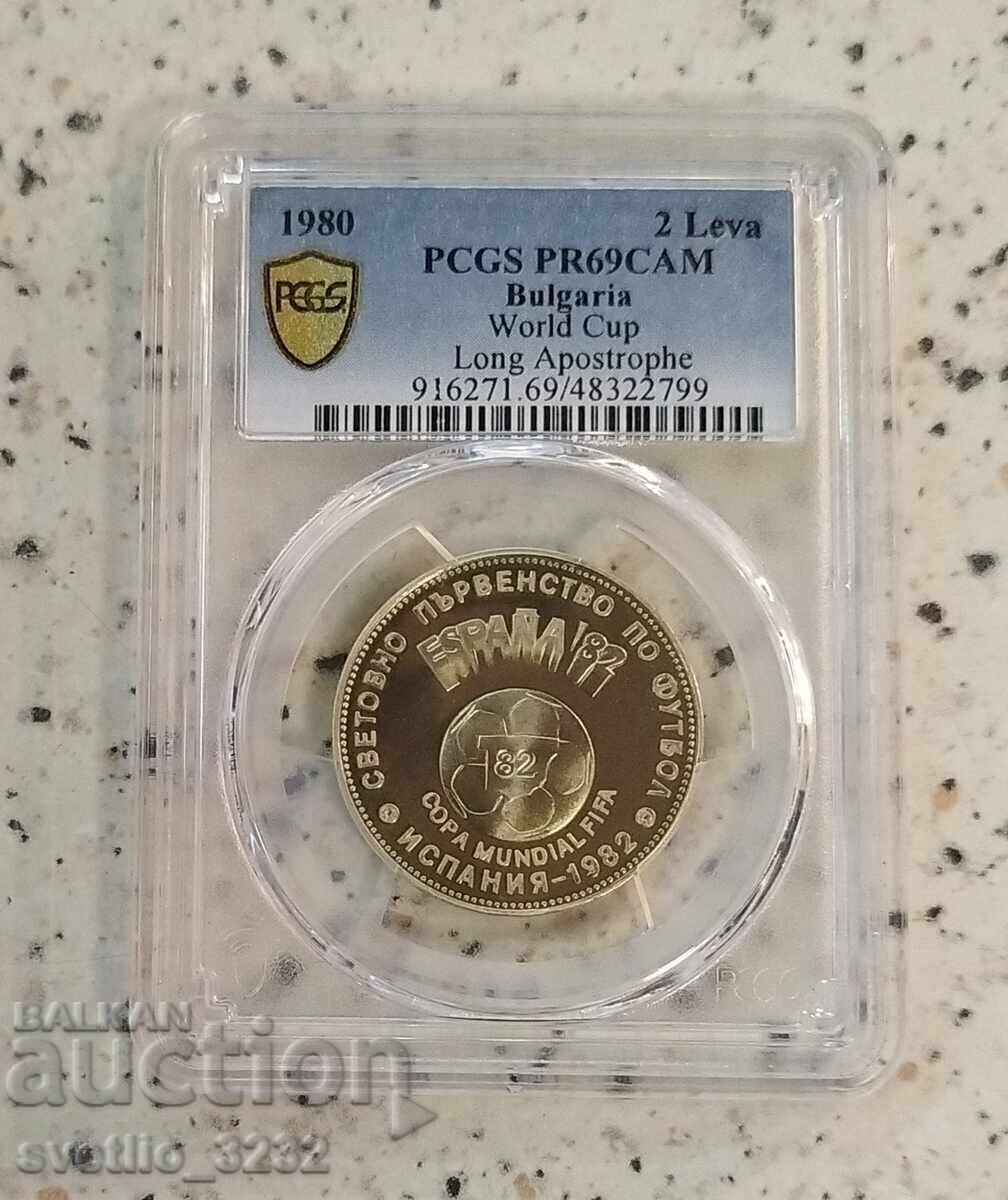 1980 2 Leva
PCGS PR69CAM
PCGS
Bulgaria
World Cup
Long Apostrophe
916271.69/48322799
СВЕТОВНО ПЪРВЕНСТВО ПО ФУТБОЛ
ESPAÑA '82
82
COPA MUNDIAL FIFA
ИСПАНИЯ-1982
PCGS
BALKAN
auction
svetlio_3232